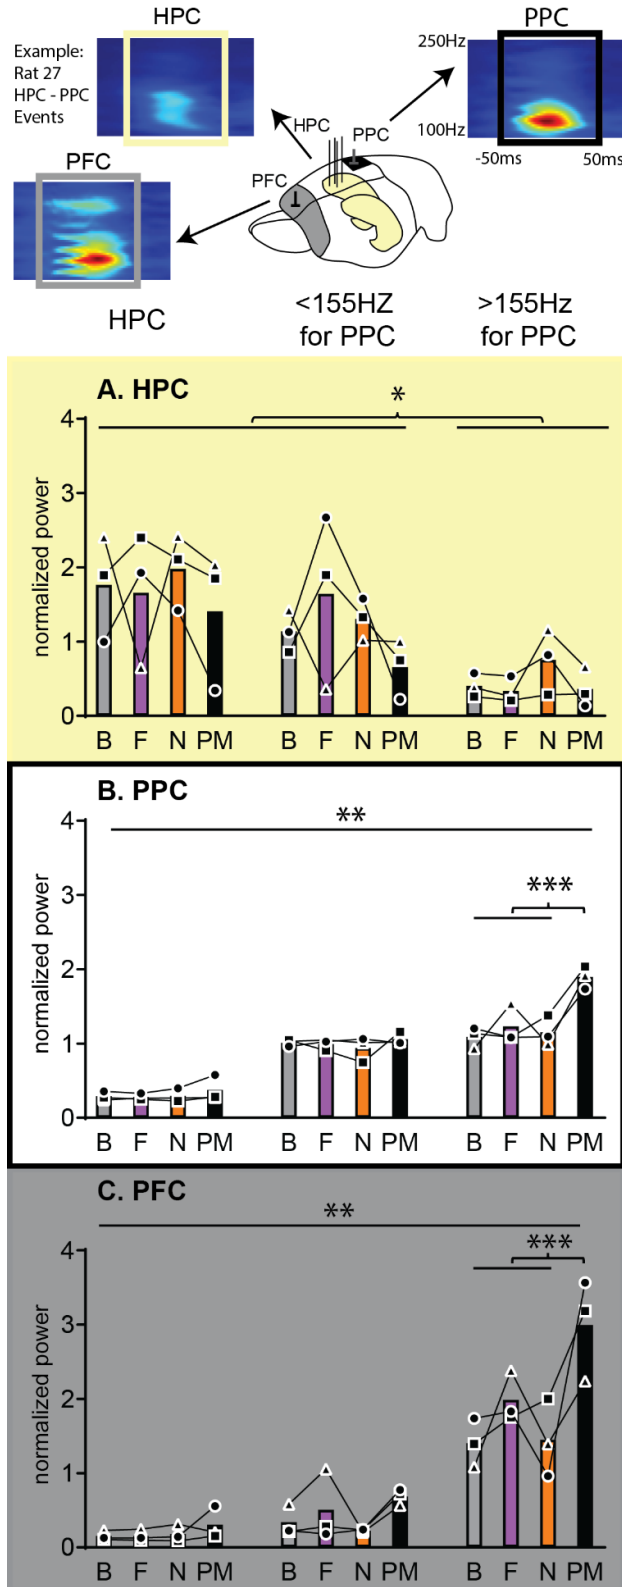 HPC
PPC
Example:
Rat 27
HPC - PPC
Events
250Hz
100Hz
-50ms 50ms
HPC
PPC
PFC
PFC
HPC
<155HZ
for PPC
>155Hz
for PPC
A. HPC
*
normalized power
4
3
2
1
0
B F N PM B F N PM B F N PM
B. PPC
**
***
normalized power
4
3
2
1
0
B F N PM B F N PM B F N PM
C. PFC
**
***
normalized power
4
3
2
1
0
B F N PM B F N PM B F N PM